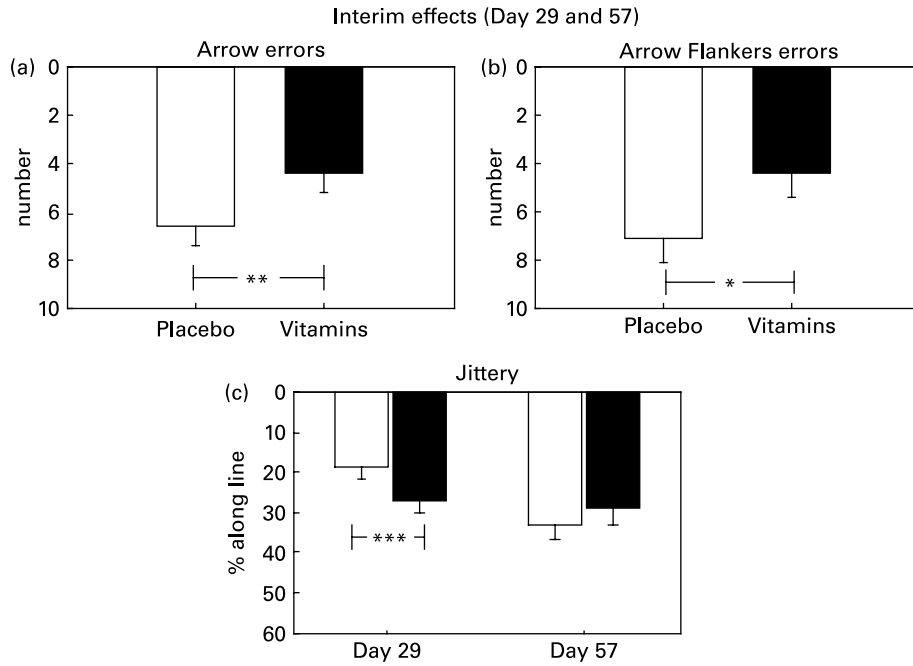 Interim effects (Day 29 and 57)
(a)
Arrow errors
0
2
4
6
8
10
number
**
Placebo
Vitamins
(b)
Arrow Flankers errors
0
2
4
6
8
10
number
*
Placebo
Vitamins
(c)
Jittery
0
10
20
30
40
50
60
% along line
***
Day 29
Day 57